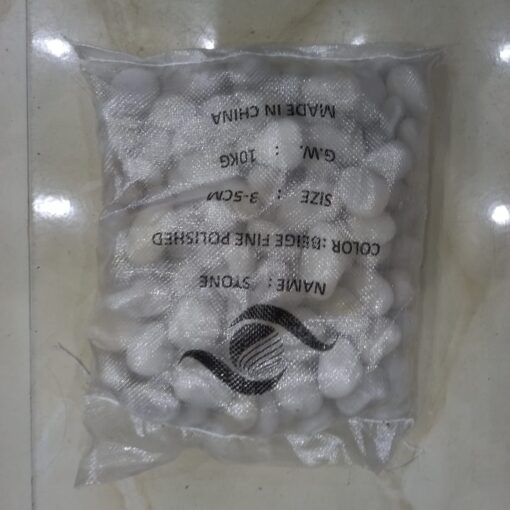 NAME : STONE
COLOR : BEIGE FINE POLISHED
SIZE : 3-5CM
G.W. : 10KG
MADE IN CHINA